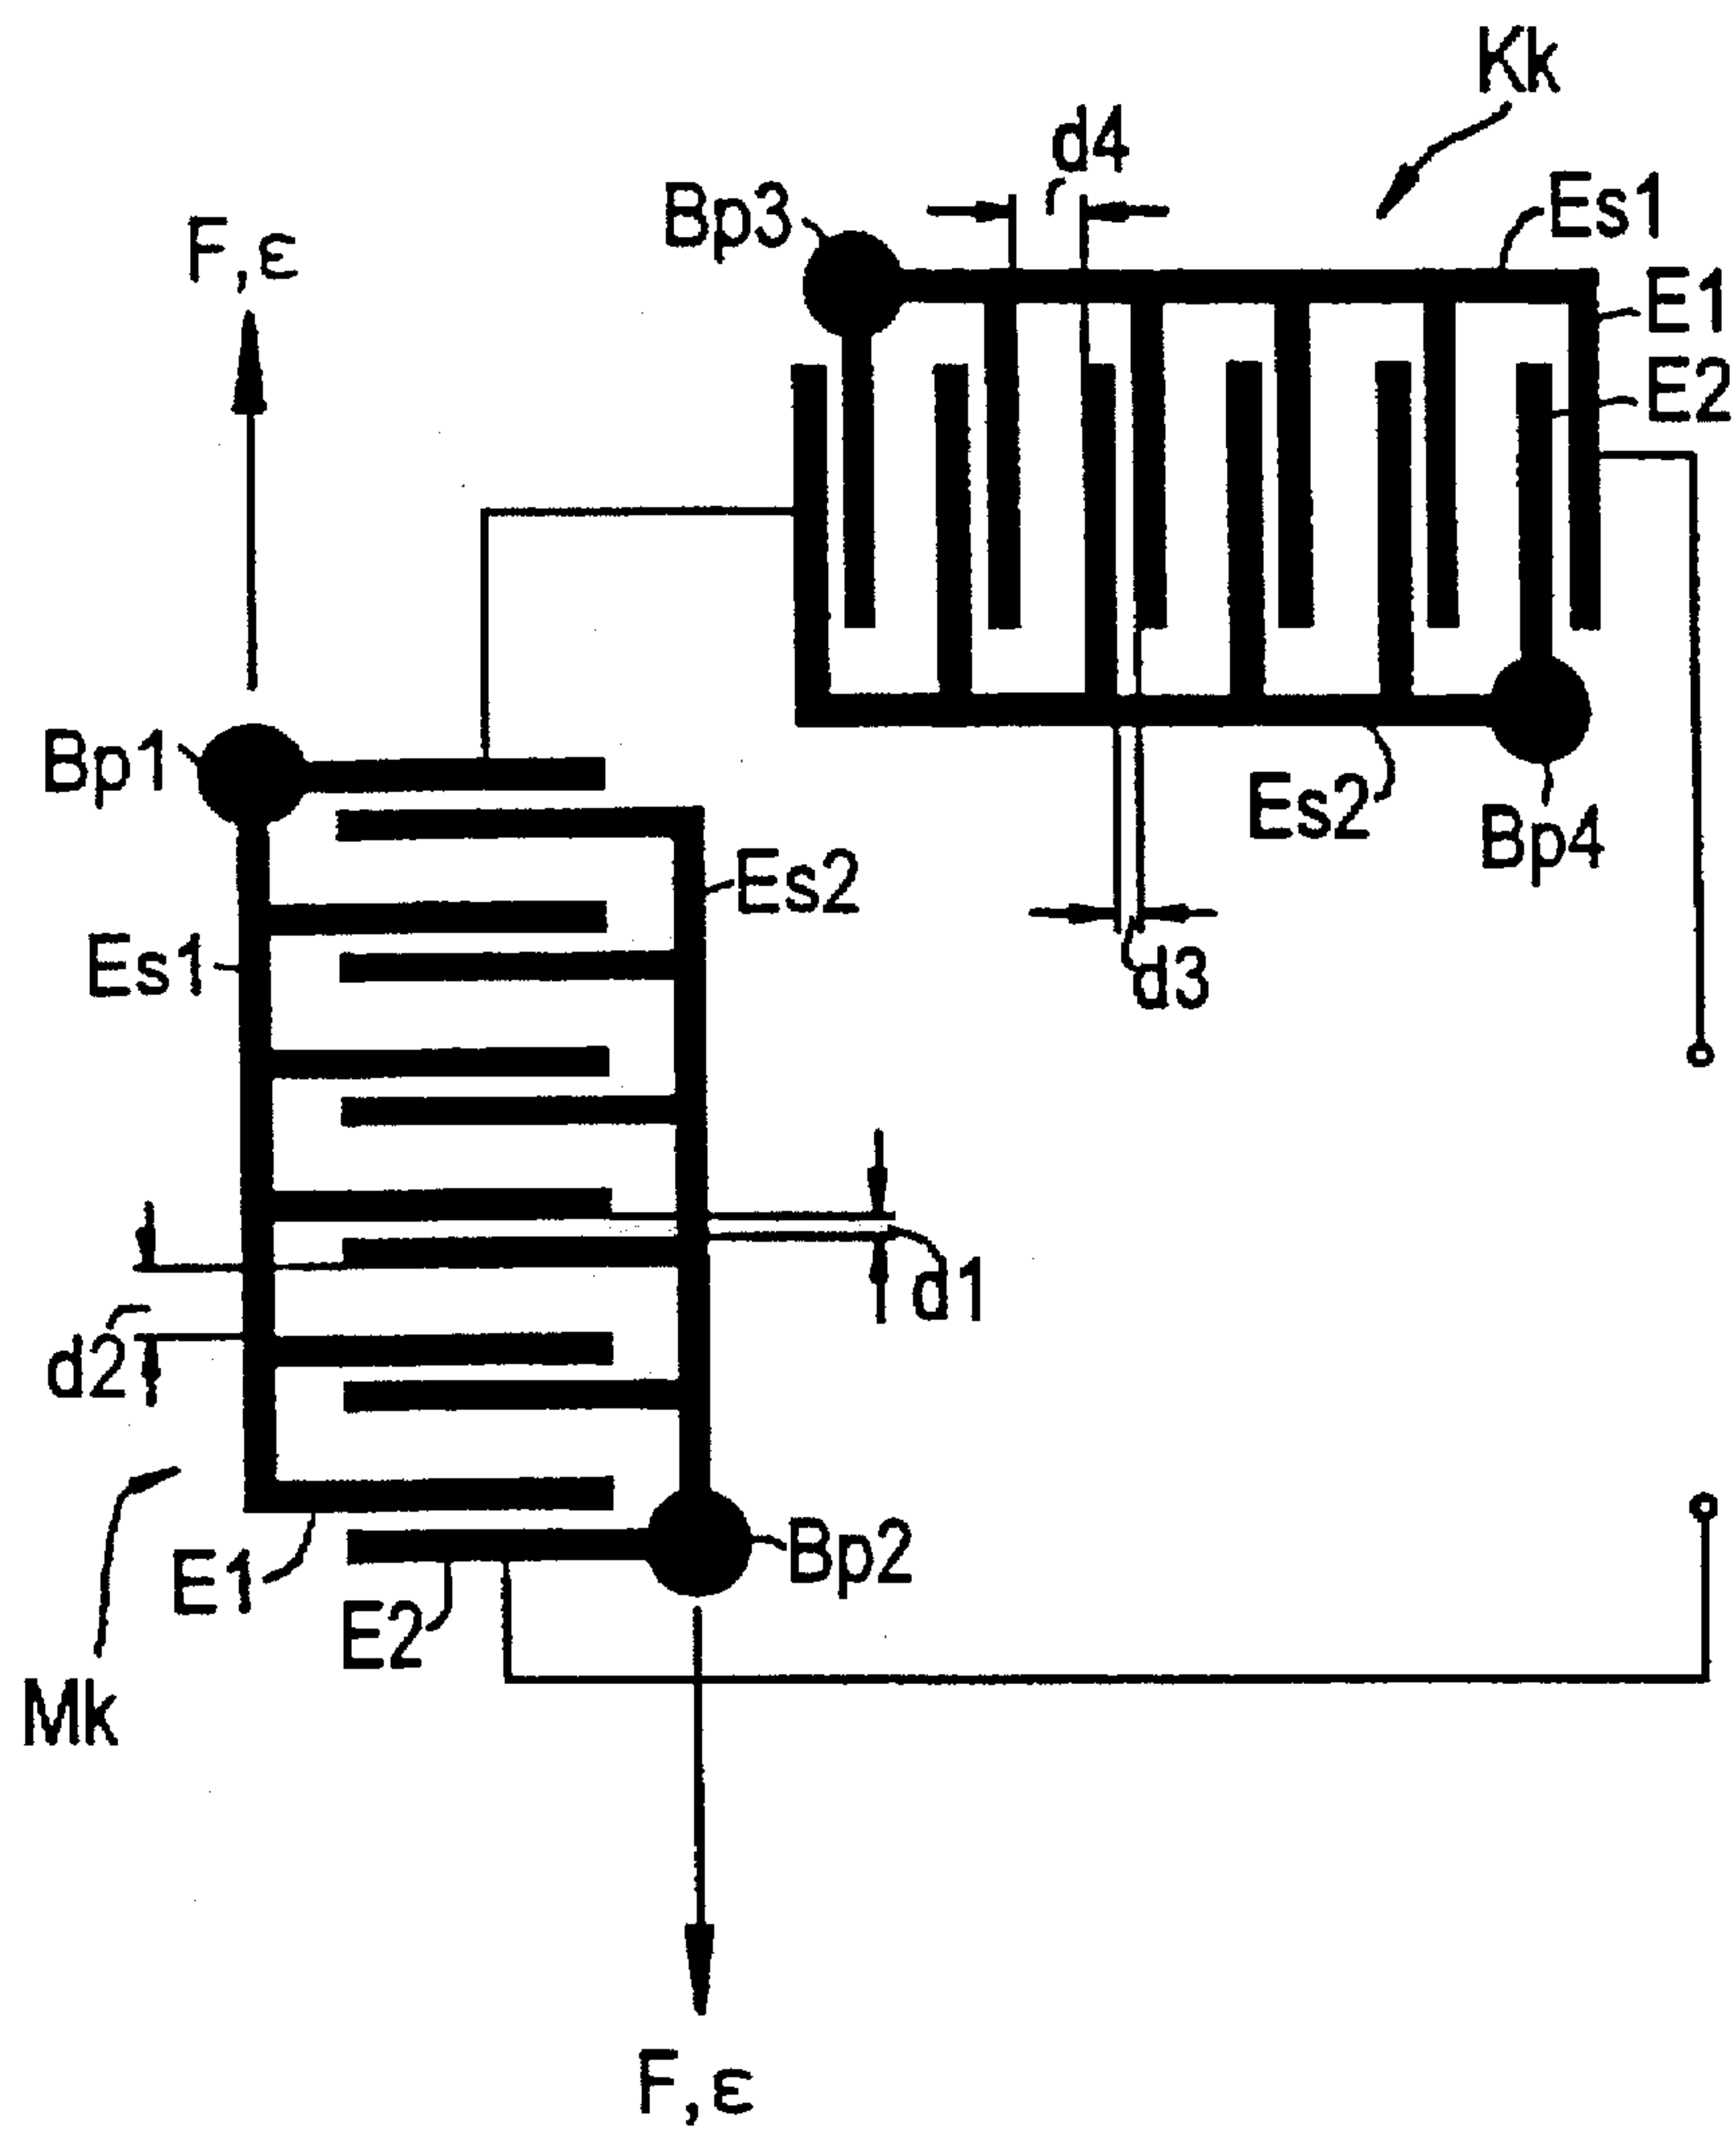 Kk
d4
Bp3
Es1
F,ε
E1
E2
Bp1
Es2
Bp4
Es2
Es1
d3
d1
d2
E1
Bp2
E2
Mk
F,ε